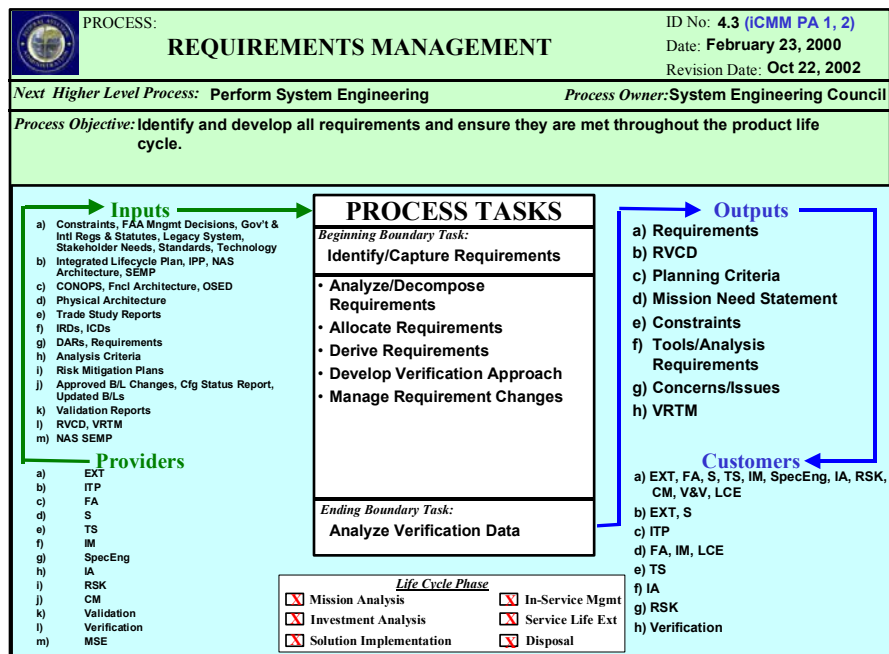 PROCESS:
REQUIREMENTS MANAGEMENT
ID No: 4.3 (iCMM PA 1, 2)
Date: February 23, 2000
Revision Date: Oct 22, 2002
Next Higher Level Process: Perform System Engineering
Process Owner:System Engineering Council
Process Objective: Identify and develop all requirements and ensure they are met throughout the product life
cycle.
Inputs
a) Constraints, FAA Mngmt Decisions, Gov't &
Intl Regs & Statutes, Legacy System,
Stakeholder Needs, Standards, Technology
b) Integrated Lifecycle Plan, IPP, NAS
Architecture, SEMP
c) CONOPS, Fncl Architecture, OSED
d) Physical Architecture
e) Trade Study Reports
f) IRDs, ICDs
g) DARs, Requirements
h) Analysis Criteria
i) Risk Mitigation Plans
j) Approved B/L Changes, Cfg Status Report,
Updated B/Ls
k) Validation Reports
l) RVCD, VRTM
m) NAS SEMP
Providers
a) EXT
b) ITP
c) FA
d) S
e) TS
f) IM
g) SpecEng
h) IA
i) RSK
j) CM
k) Validation
l) Verification
m) MSE
PROCESS TASKS
Beginning Boundary Task:
Identify/Capture Requirements
• Analyze/Decompose
Requirements
• Allocate Requirements
• Derive Requirements
• Develop Verification Approach
• Manage Requirement Changes
Ending Boundary Task:
Analyze Verification Data
Life Cycle Phase
X Mission Analysis
X In-Service Mgmt
X Investment Analysis
X Service Life Ext
X Solution Implementation
X Disposal
Outputs
a) Requirements
b) RVCD
c) Planning Criteria
d) Mission Need Statement
e) Constraints
f) Tools/Analysis
Requirements
g) Concerns/Issues
h) VRTM
Customers
a) EXT, FA, S, TS, IM, SpecEng, IA, RSK,
CM, V&V, LCE
b) EXT, S
c) ITP
d) FA, IM, LCE
e) TS
f) IA
g) RSK
h) Verification